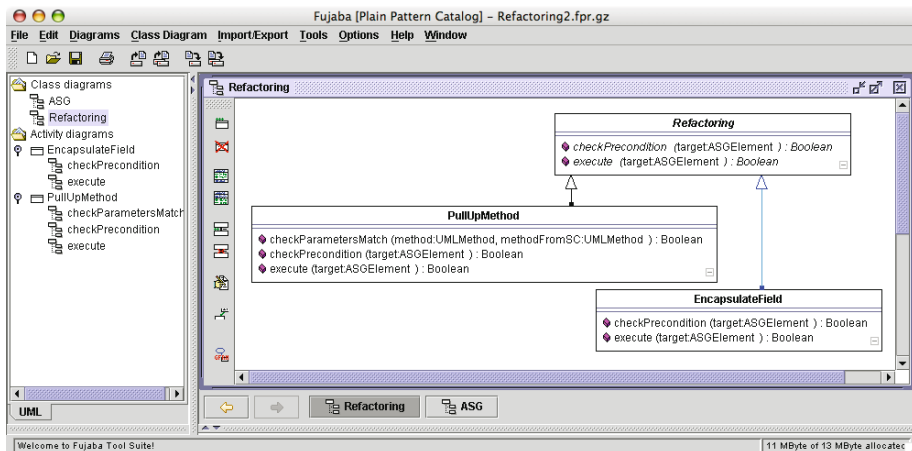 Fujaba [Plain Pattern Catalog] – Refactoring2.fpr.gz
File Edit Diagrams Class Diagram Import/Export Tools Options Help Window
Class diagrams
ASG
Refactoring
Activity diagrams
EncapsulateField
checkPrecondition
execute
PullUpMethod
checkParametersMatch
checkPrecondition
execute
UML
Refactoring
Refactoring
checkPrecondition (target:ASGElement ) : Boolean
execute (target:ASGElement ) : Boolean
PullUpMethod
checkParametersMatch (method:UMLMethod, methodFromSC:UMLMethod ) : Boolean
checkPrecondition (target:ASGElement ) : Boolean
execute (target:ASGElement ) : Boolean
EncapsulateField
checkPrecondition (target:ASGElement ) : Boolean
execute (target:ASGElement ) : Boolean
Refactoring
ASG
Welcome to Fujaba Tool Suite!
11 MByte of 13 MByte allocated